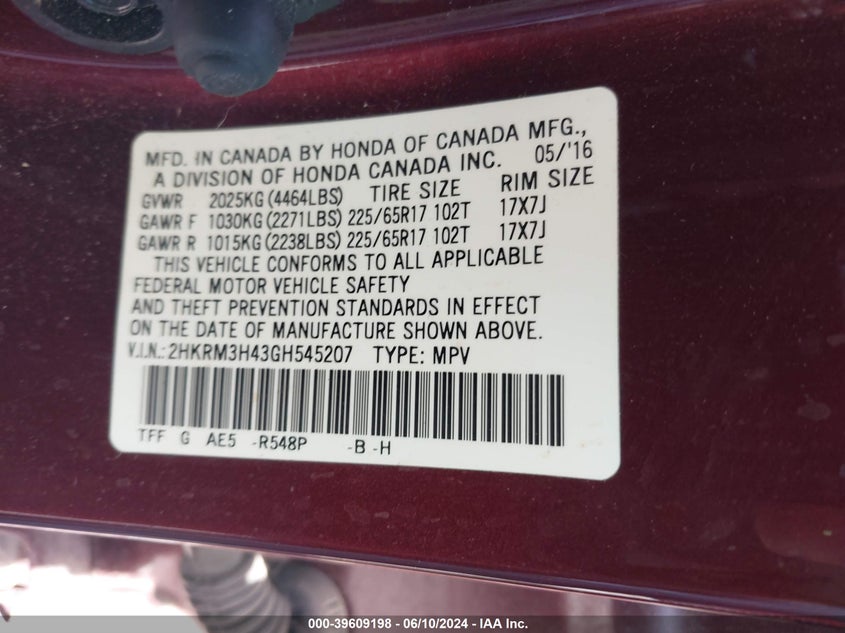 MFD. IN CANADA BY HONDA OF CANADA MFG.,
A DIVISION OF HONDA CANADA INC. 05/'16
GVWR 2025KG (4464LBS) TIRE SIZE RIM SIZE
GAWR F 1030KG (2271LBS) 225/65R17 102T 17X7J
GAWR R 1015KG (2238LBS) 225/65R17 102T 17X7J
THIS VEHICLE CONFORMS TO ALL APPLICABLE
FEDERAL MOTOR VEHICLE SAFETY
AND THEFT PREVENTION STANDARDS IN EFFECT
ON THE DATE OF MANUFACTURE SHOWN ABOVE.
V.I.N.: 2HKRM3H43GH545207 TYPE: MPV
TFF G AE5 -R548P -B -H
000-39609198 - 06/10/2024 - IAA Inc.